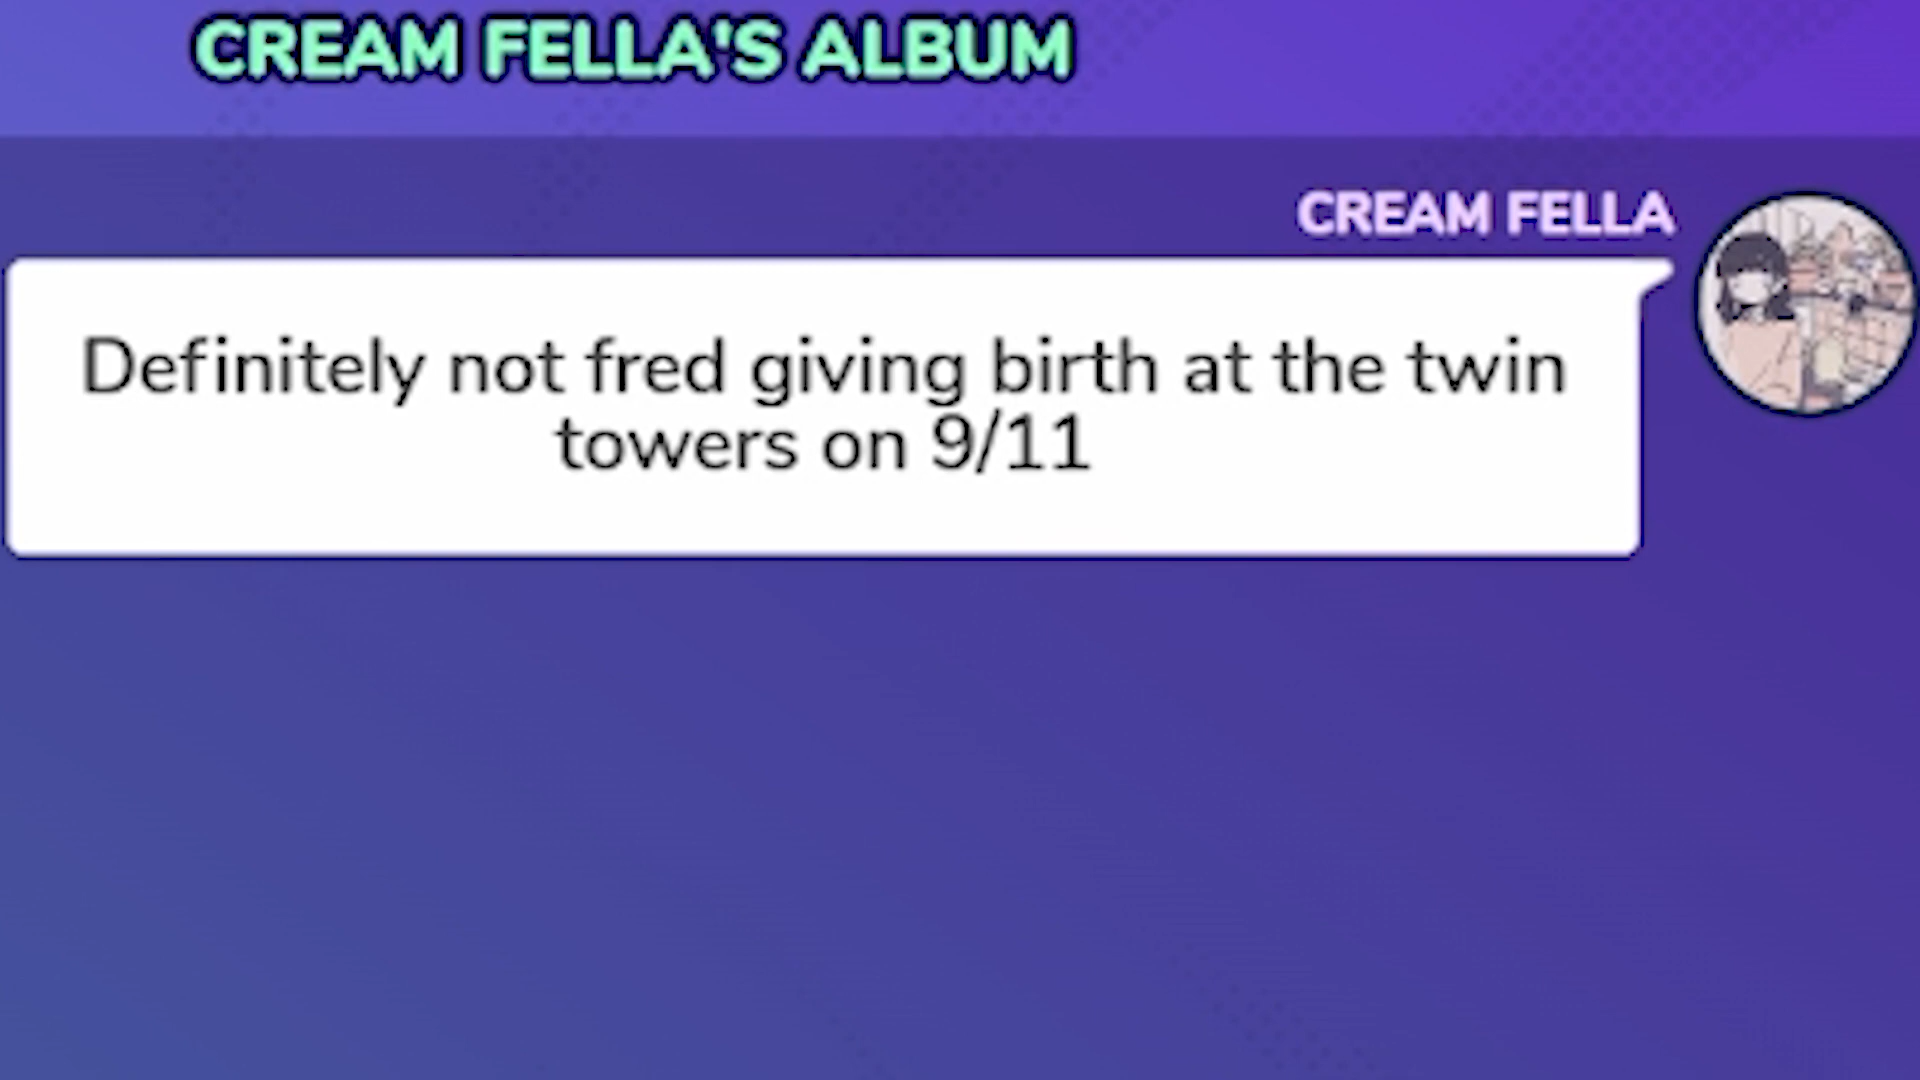 CREAM FELLA'S ALBUM
CREAM FELLA
Definitely not fred giving birth at the twin
towers on 9/11